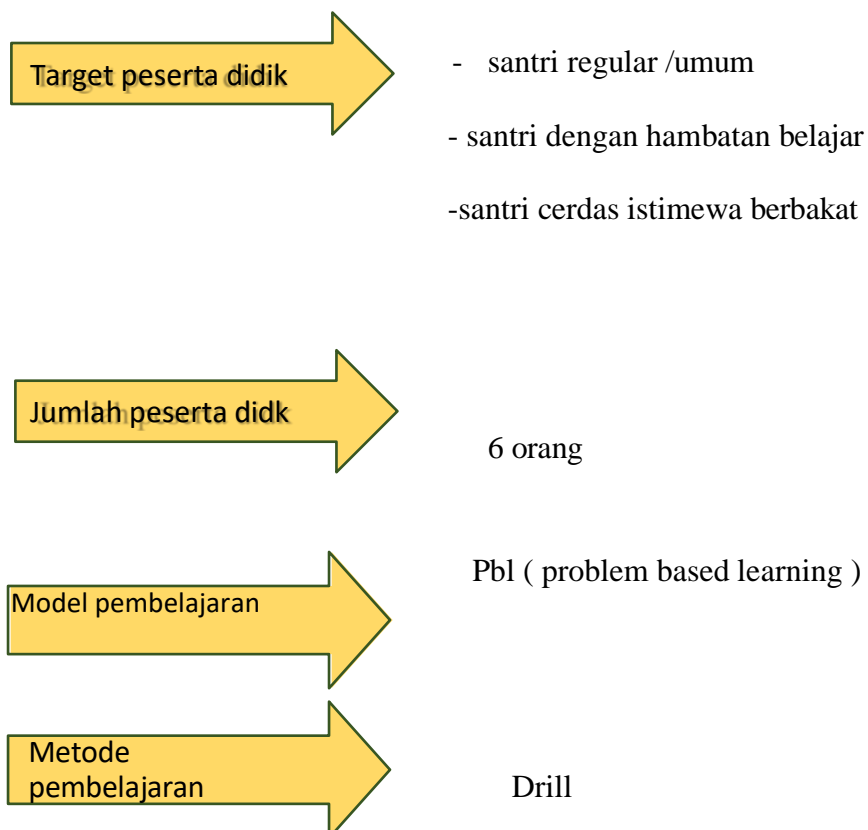 Target peserta didik
- santri regular /umum
- santri dengan hambatan belajar
-santri cerdas istimewa berbakat
Jumlah peserta didk
6 orang
Pbl ( problem based learning )
Model pembelajaran
Metode
pembelajaran
Drill